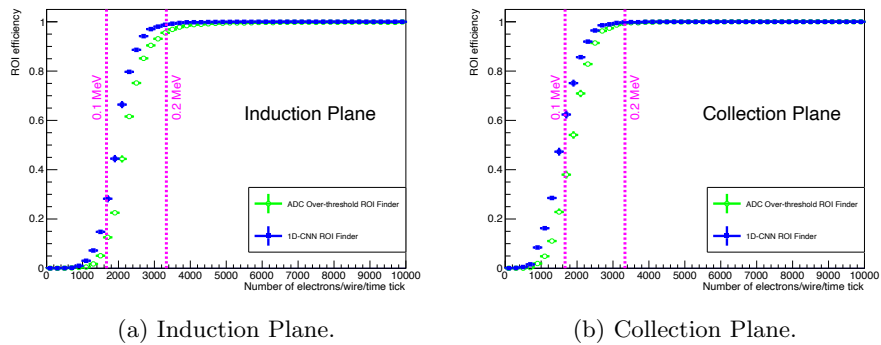 ROI efficiency
1
0.8
0.6
0.4
0.2
0
0.1 MeV
0.2 MeV
Induction Plane
ADC Over-threshold ROI Finder
1D-CNN ROI Finder
0 1000 2000 3000 4000 5000 6000 7000 8000 9000 10000
Number of electrons/wire/time tick
(a) Induction Plane.
ROI efficiency
1
0.8
0.6
0.4
0.2
0
0.1 MeV
0.2 MeV
Collection Plane
ADC Over-threshold ROI Finder
1D-CNN ROI Finder
0 1000 2000 3000 4000 5000 6000 7000 8000 9000 10000
Number of electrons/wire/time tick
(b) Collection Plane.